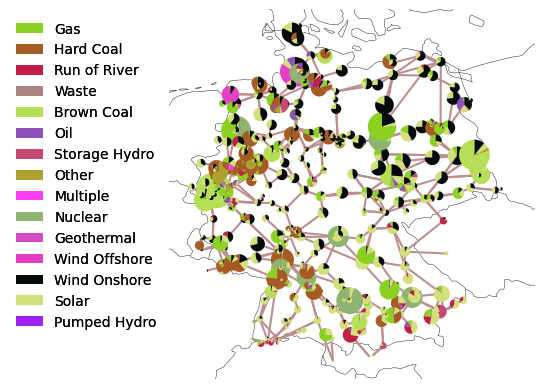 Gas
Hard Coal
Run of River
Waste
Brown Coal
Oil
Storage Hydro
Other
Multiple
Nuclear
Geothermal
Wind Offshore
Wind Onshore
Solar
Pumped Hydro